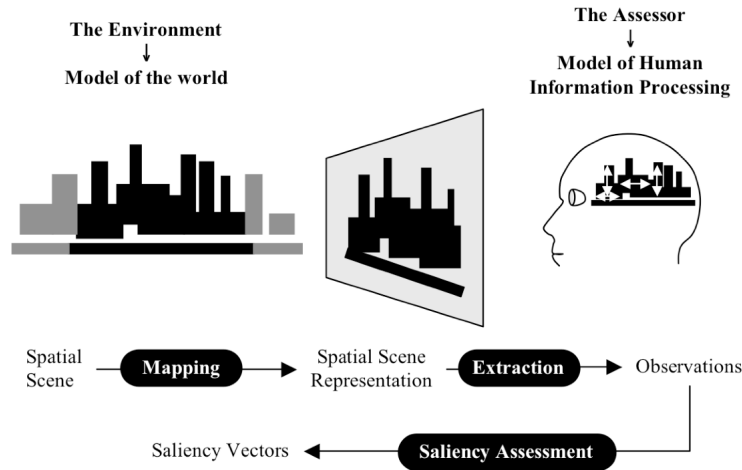 The Environment
Model of the world
The Assessor
Model of Human
Information Processing
Spatial
Scene
Mapping
Spatial Scene
Representation
Extraction
Observations
Saliency Vectors
Saliency Assessment